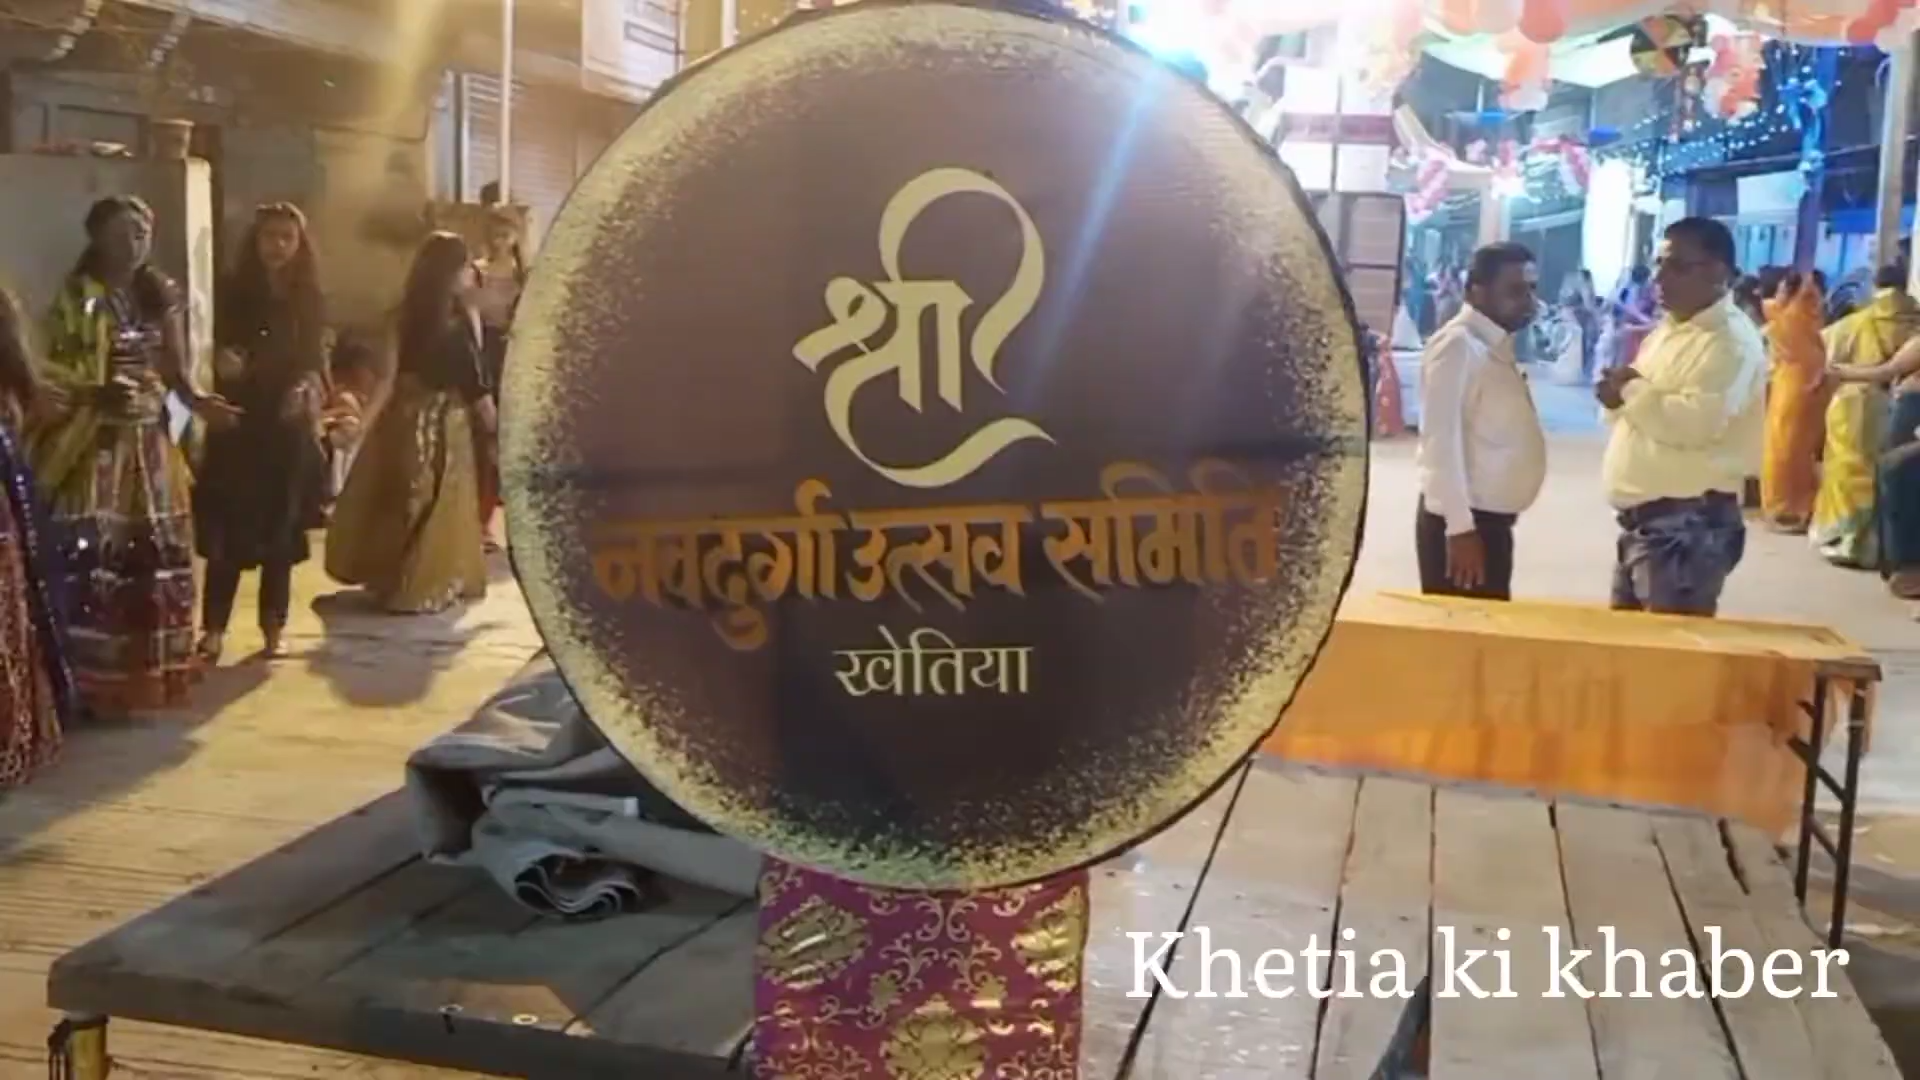 श्री
नवदुर्गा उत्सव समिति
खेतिया
Khetia ki khaber